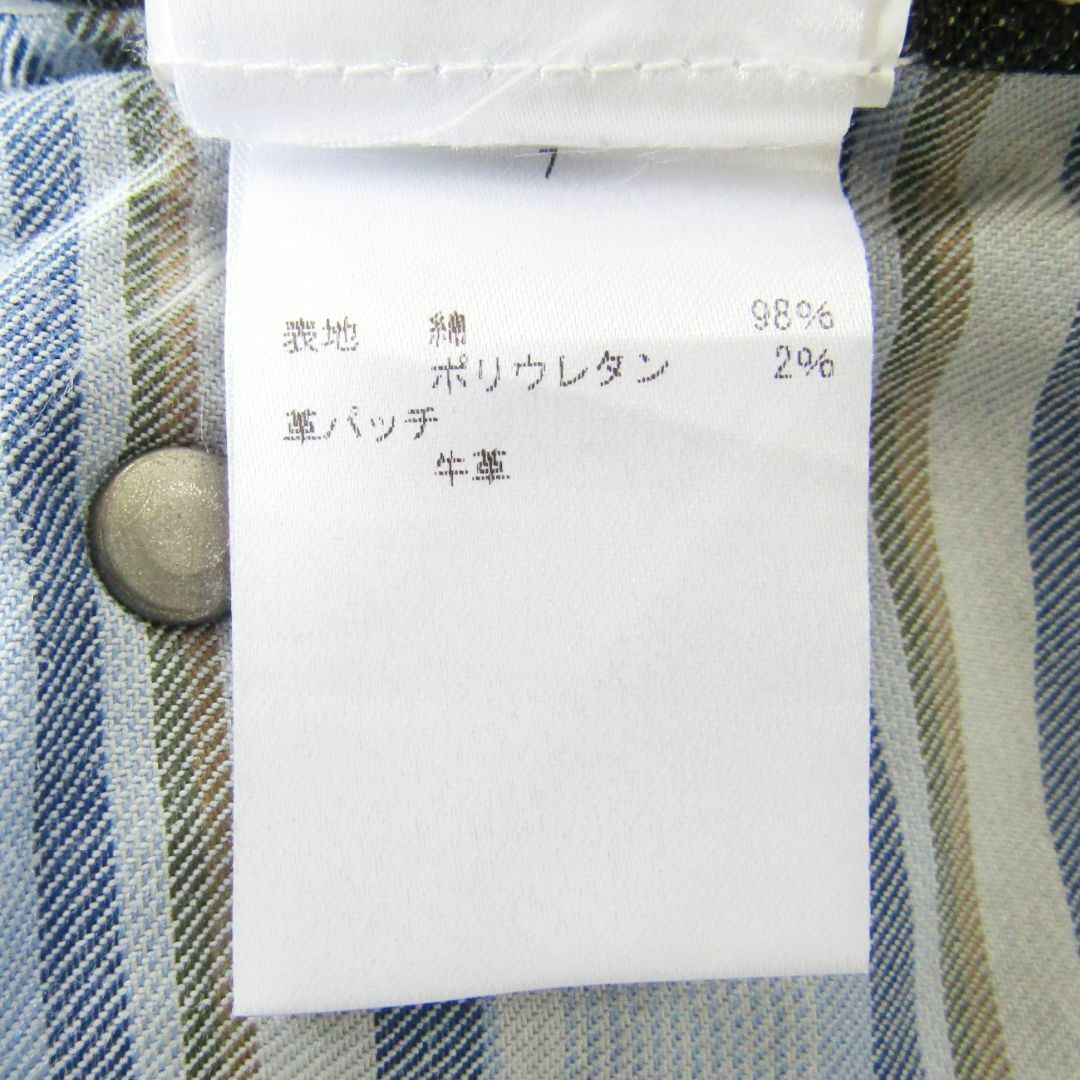 7
表地 綿 98%
ポリウレタン 2%
革パッチ
牛革